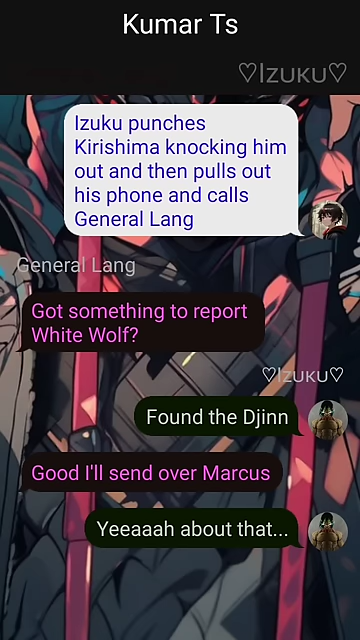 Kumar Ts
♡Izuku♡
Izuku punches
Kirishima knocking him
out and then pulls out
his phone and calls
General Lang
General Lang
Got something to report
White Wolf?
♡Izuku♡
Found the Djinn
Good I'll send over Marcus
Yeeaaah about that...